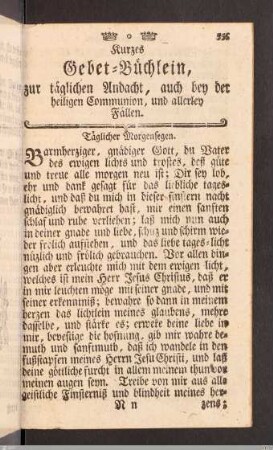 o
Kurzes
Gebet-Büchlein,
zur täglichen Andacht, auch bey der
heiligen Communion, und allerley
Fällen.
Täglicher Morgensegen.
Barmherziger, gnädiger Gott, du Vater
des ewigen lichts und trostes, deß güte
und treue alle morgen neu ist: Dir sey lob,
ehr und dank gesagt für das liebliche tages-
licht, und daß du mich in dieser finstern nacht
gnädiglich bewahret hast, mir einen sanften
schlaf und ruhe verliehen; laß mich nun auch
in deiner gnade und liebe, schuz und schirm wie-
der frölich aufstehen, und das liebe tages-licht
nüzlich und frölich gebrauchen. Vor allen din-
gen aber erleuchte mich mit dem ewigen licht,
welches ist mein Herr Jesus Christus, daß er
in mir leuchten möge mit seiner gnade, und mit
seiner erkenntniß; bewahre so dann in meinem
herzen das lichtlein meines glaubens, mehre
dasselbe, und stärke es; erweke deine liebe in
mir, bevestige die hofnung, gib mir wahre de-
muth und sanftmuth, daß ich wandele in den
fußstapfen meines Herrn Jesu Christi, und laß
deine göttliche furcht in allem meinem thun vor
meinen augen seyn. Treibe von mir aus alle
geistliche Finsterniß und blindheit meines her-
N n
zens;